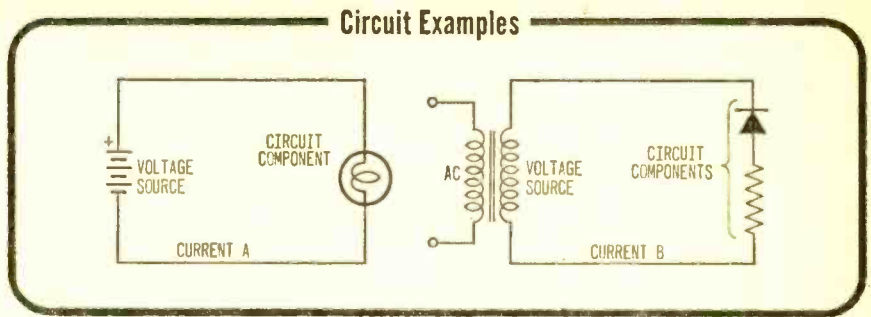 Circuit Examples
+
VOLTAGE
SOURCE
CIRCUIT
COMPONENT
CURRENT A
AC
VOLTAGE
SOURCE
CIRCUIT
COMPONENTS
CURRENT B